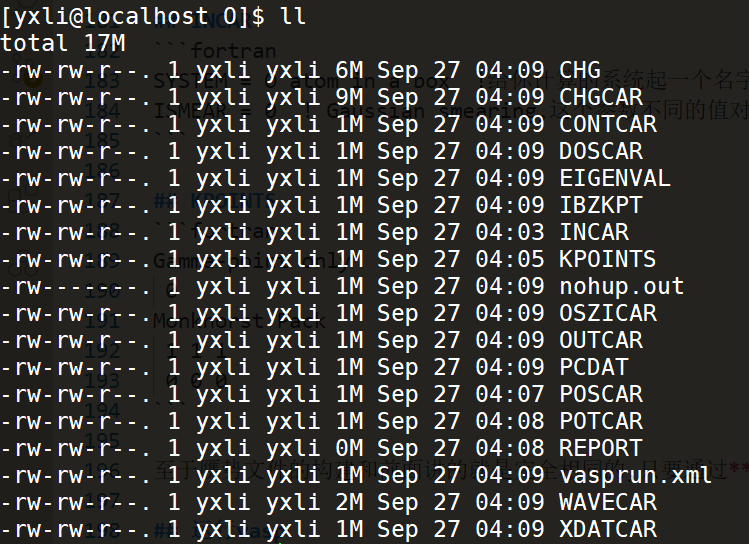 [yxli@localhost O]$ ll
total 17M
-rw-rw-r--. 1 yxli yxli 6M Sep 27 04:09 CHG
-rw-rw-r--. 1 yxli yxli 9M Sep 27 04:09 CHGCAR
-rw-rw-r--. 1 yxli yxli 1M Sep 27 04:09 CONTCAR
-rw-rw-r--. 1 yxli yxli 1M Sep 27 04:09 DOSCAR
-rw-rw-r--. 1 yxli yxli 1M Sep 27 04:09 EIGENVAL
-rw-rw-r--. 1 yxli yxli 1M Sep 27 04:09 IBZKPT
-rw-rw-r--. 1 yxli yxli 1M Sep 27 04:03 INCAR
-rw-rw-r--. 1 yxli yxli 1M Sep 27 04:05 KPOINTS
-rw-------. 1 yxli yxli 1M Sep 27 04:09 nohup.out
-rw-rw-r--. 1 yxli yxli 1M Sep 27 04:09 OSZICAR
-rw-rw-r--. 1 yxli yxli 1M Sep 27 04:09 OUTCAR
-rw-rw-r--. 1 yxli yxli 1M Sep 27 04:09 PCDAT
-rw-rw-r--. 1 yxli yxli 1M Sep 27 04:07 POSCAR
-rw-rw-r--. 1 yxli yxli 1M Sep 27 04:08 POTCAR
-rw-rw-r--. 1 yxli yxli 0M Sep 27 04:08 REPORT
-rw-rw-r--. 1 yxli yxli 1M Sep 27 04:09 vasprun.xml
-rw-rw-r--. 1 yxli yxli 2M Sep 27 04:09 WAVECAR
-rw-rw-r--. 1 yxli yxli 1M Sep 27 04:09 XDATCAR